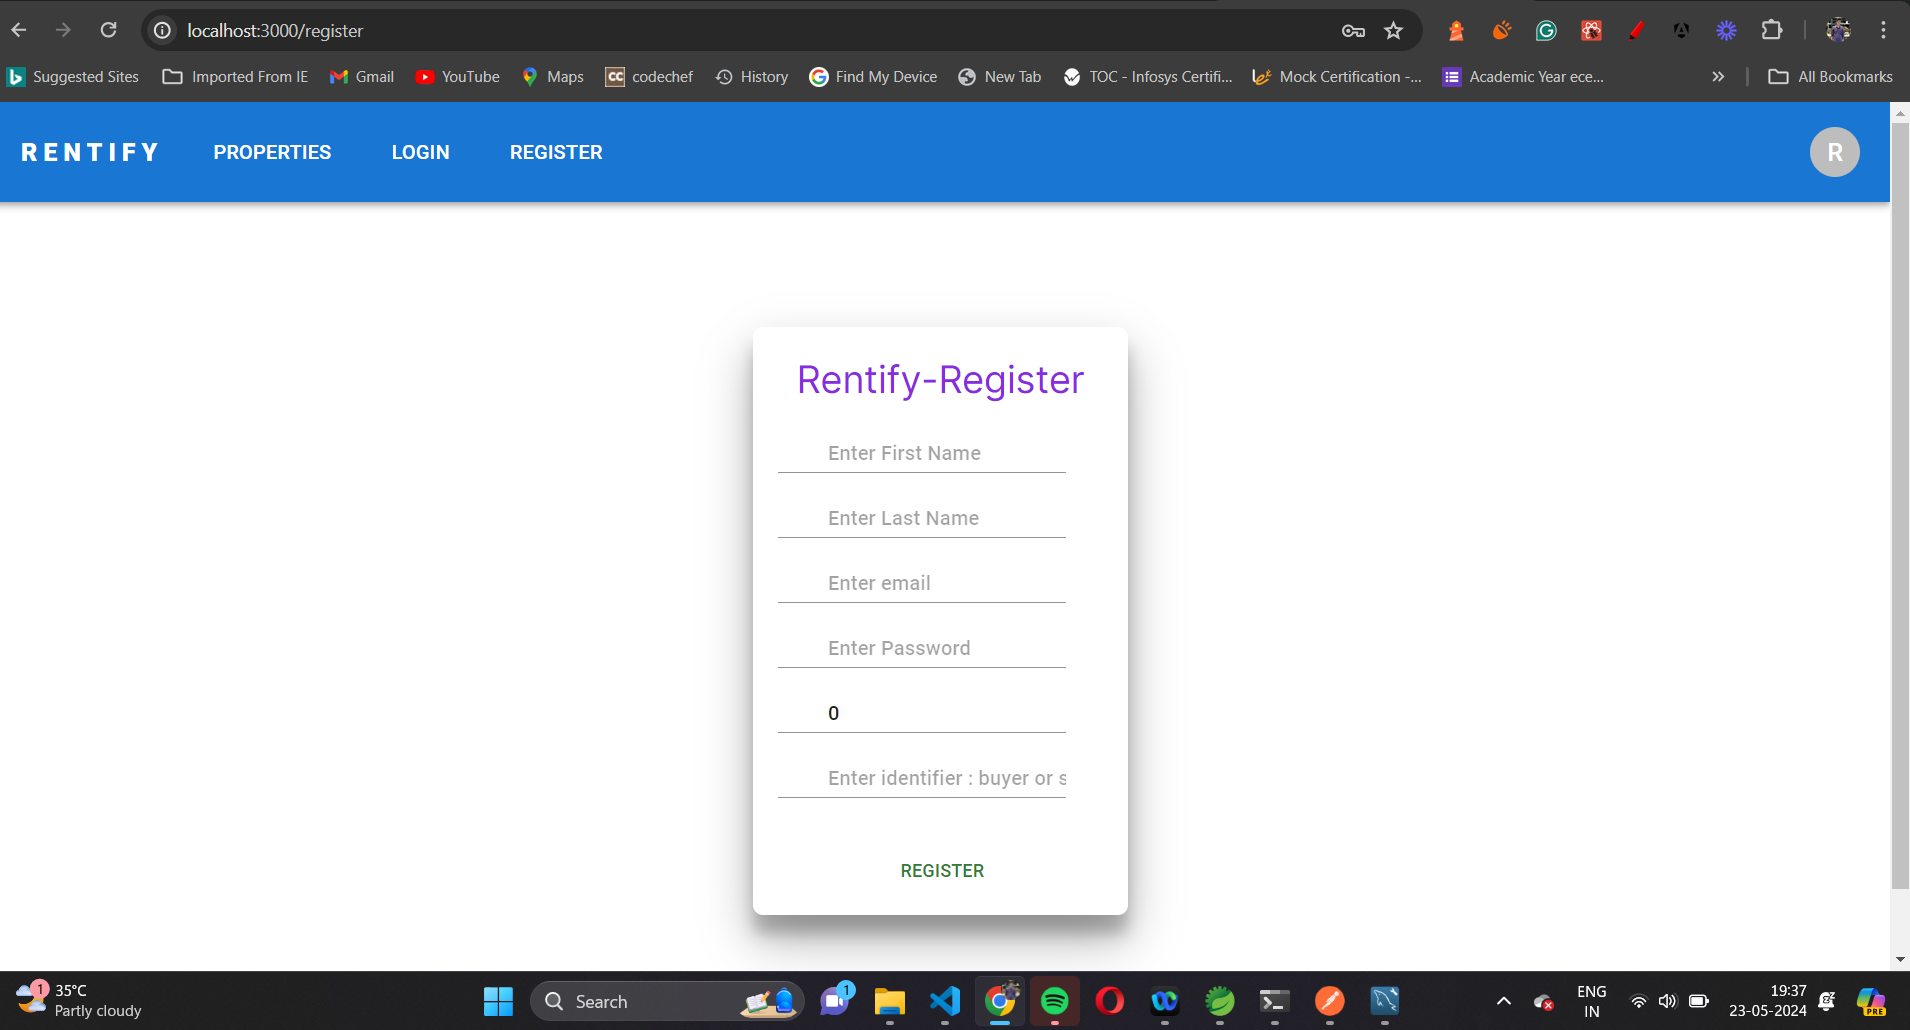 localhost:3000/register
Suggested Sites Imported From IE Gmail YouTube Maps CC codechef History Find My Device New Tab TOC - Infosys Certifi... Mock Certification -... Academic Year ece... » All Bookmarks
RENTIFY PROPERTIES LOGIN REGISTER R
Rentify-Register
Enter First Name
Enter Last Name
Enter email
Enter Password
0
Enter identifier : buyer or s
REGISTER
1 35°C
Partly cloudy
Search
1
ENG
IN
19:37
23-05-2024
PRE